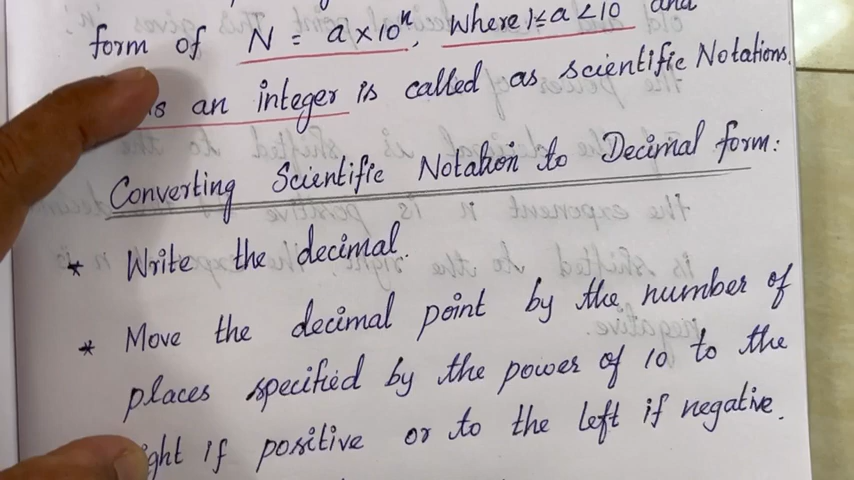 and
form of N = a×10ⁿ, where 1≤a<10
is an integer is called as scientific Notations.
Converting Scientific Notation to Decimal form:
* Write the decimal.
* Move the decimal point by the number of
places specified by the power of 10 to the
ight if positive or to the left if negative.